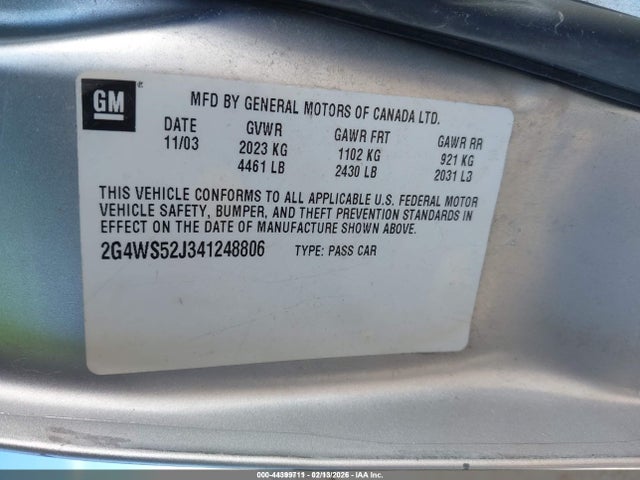 GM
MFD BY GENERAL MOTORS OF CANADA LTD.
DATE GVWR GAWR FRT GAWR RR
11/03 2023 KG 1102 KG 921 KG
4461 LB 2430 LB 2031 LB
THIS VEHICLE CONFORMS TO ALL APPLICABLE U.S. FEDERAL MOTOR
VEHICLE SAFETY, BUMPER, AND THEFT PREVENTION STANDARDS IN
EFFECT ON THE DATE OF MANUFACTURE SHOWN ABOVE.
2G4WS52J341248806 TYPE: PASS CAR
000-44399711 - 02/13/2026 - IAA Inc.